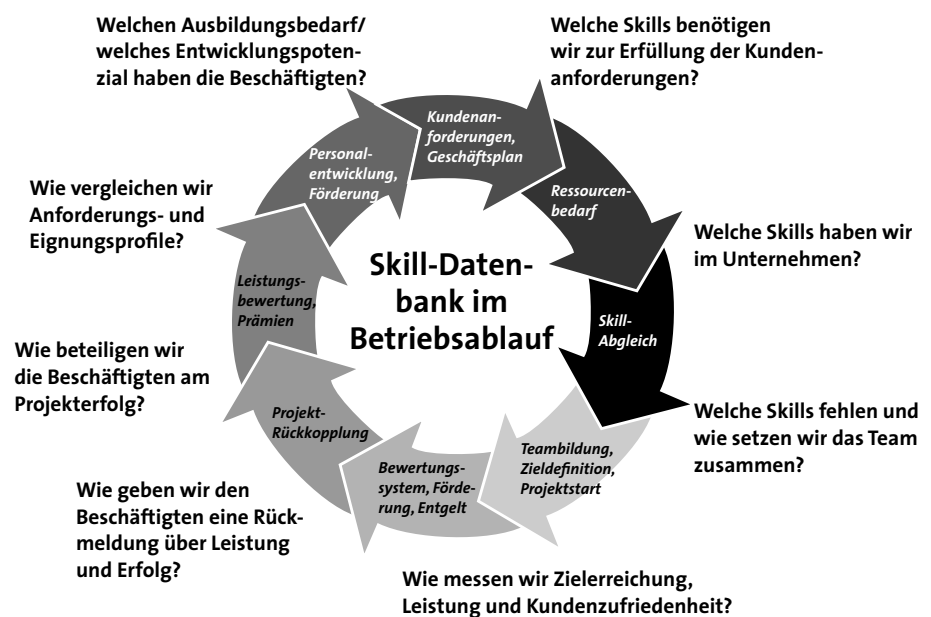 Welchen Ausbildungsbedarf/
welches Entwicklungspoten-
zial haben die Beschäftigten?
Welche Skills benötigen
wir zur Erfüllung der Kunden-
anforderungen?
Kundenan-
forderungen,
Geschäftsplan
Personal-
entwicklung,
Förderung
Ressourcen-
bedarf
Wie vergleichen wir
Anforderungs- und
Eignungsprofile?
Welche Skills haben wir
im Unternehmen?
Skill-Daten-
bank im
Betriebsablauf
Leistungs-
bewertung,
Prämien
Skill-
Abgleich
Wie beteiligen wir
die Beschäftigten am
Projekterfolg?
Welche Skills fehlen und
wie setzen wir das Team
zusammen?
Projekt-
Rückkopplung
Bewertungs-
system, Förde-
rung, Entgelt
Teambildung,
Zieldefinition,
Projektstart
Wie geben wir den
Beschäftigten eine Rück-
meldung über Leistung
und Erfolg?
Wie messen wir Zielerreichung,
Leistung und Kundenzufriedenheit?